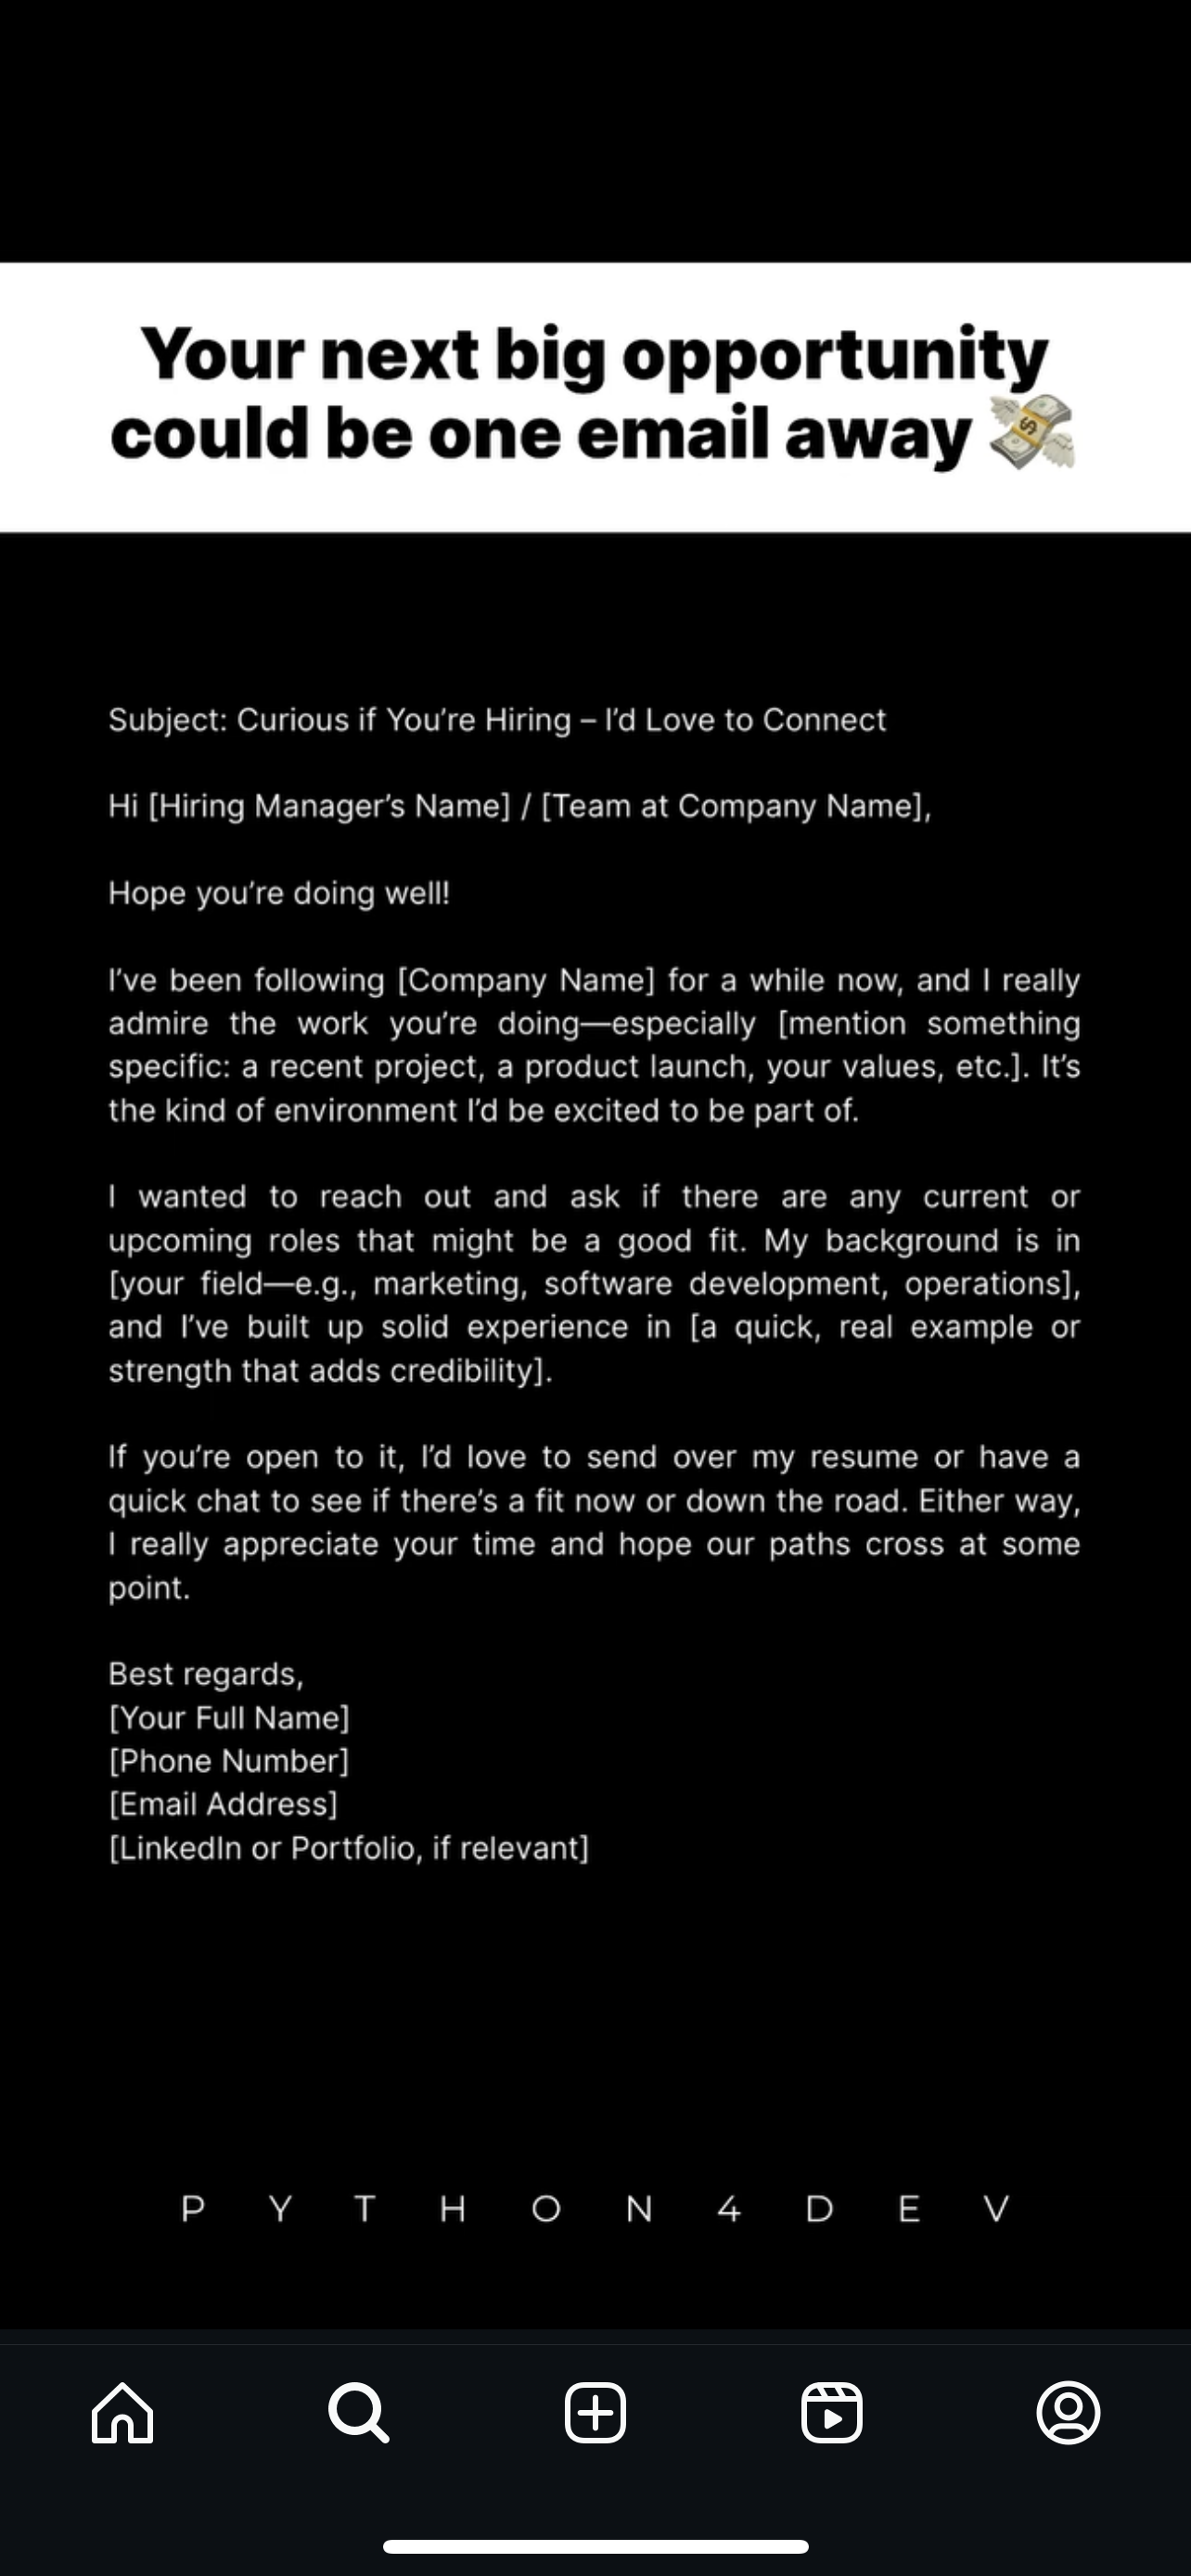 Your next big opportunity
could be one email away 💸
Subject: Curious if You’re Hiring – I’d Love to Connect
Hi [Hiring Manager’s Name] / [Team at Company Name],
Hope you’re doing well!
I’ve been following [Company Name] for a while now, and I really
admire the work you’re doing—especially [mention something
specific: a recent project, a product launch, your values, etc.]. It’s
the kind of environment I’d be excited to be part of.
I wanted to reach out and ask if there are any current or
upcoming roles that might be a good fit. My background is in
[your field—e.g., marketing, software development, operations],
and I’ve built up solid experience in [a quick, real example or
strength that adds credibility].
If you’re open to it, I’d love to send over my resume or have a
quick chat to see if there’s a fit now or down the road. Either way,
I really appreciate your time and hope our paths cross at some
point.
Best regards,
[Your Full Name]
[Phone Number]
[Email Address]
[LinkedIn or Portfolio, if relevant]
PYTHON4DEV